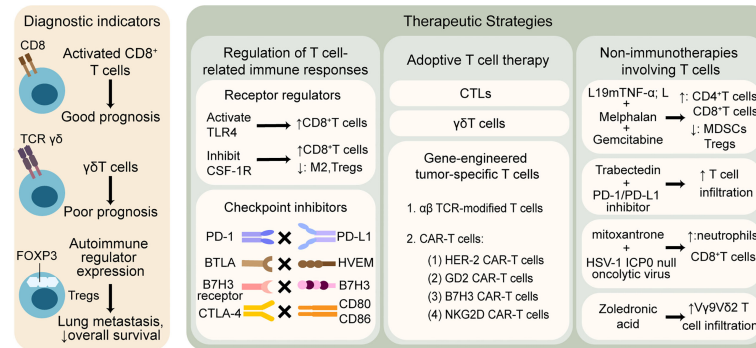 Diagnostic indicators
CD8
Activated CD8⁺
T cells
Good prognosis
TCR γδ
γδT cells
Poor prognosis
FOXP3
Autoimmune
regulator
expression
Tregs
Lung metastasis,
↓overall survival
Therapeutic Strategies
Regulation of T cell-
related immune responses
Receptor regulators
Activate
TLR4
↑CD8⁺T cells
Inhibit
CSF-1R
↑CD8⁺T cells
↓: M2,Tregs
Checkpoint inhibitors
PD-1
PD-L1
BTLA
HVEM
B7H3
receptor
B7H3
CTLA-4
CD80
CD86
Adoptive T cell therapy
CTLs
γδT cells
Gene-engineered
tumor-specific T cells
1. αβ TCR-modified T cells
2. CAR-T cells:
(1) HER-2 CAR-T cells
(2) GD2 CAR-T cells
(3) B7H3 CAR-T cells
(4) NKG2D CAR-T cells
Non-immunotherapies
involving T cells
L19mTNF-α; L
+
Melphalan
+
Gemcitabine
↑: CD4⁺T cells
CD8⁺T cells
↓: MDSCs
Tregs
Trabectedin
+
PD-1/PD-L1
inhibitor
↑ T cell
infiltration
mitoxantrone
+
HSV-1 ICP0 null
oncolytic virus
↑:neutrophils
CD8⁺T cells
Zoledronic
acid
↑Vγ9Vδ2 T
cell infiltration